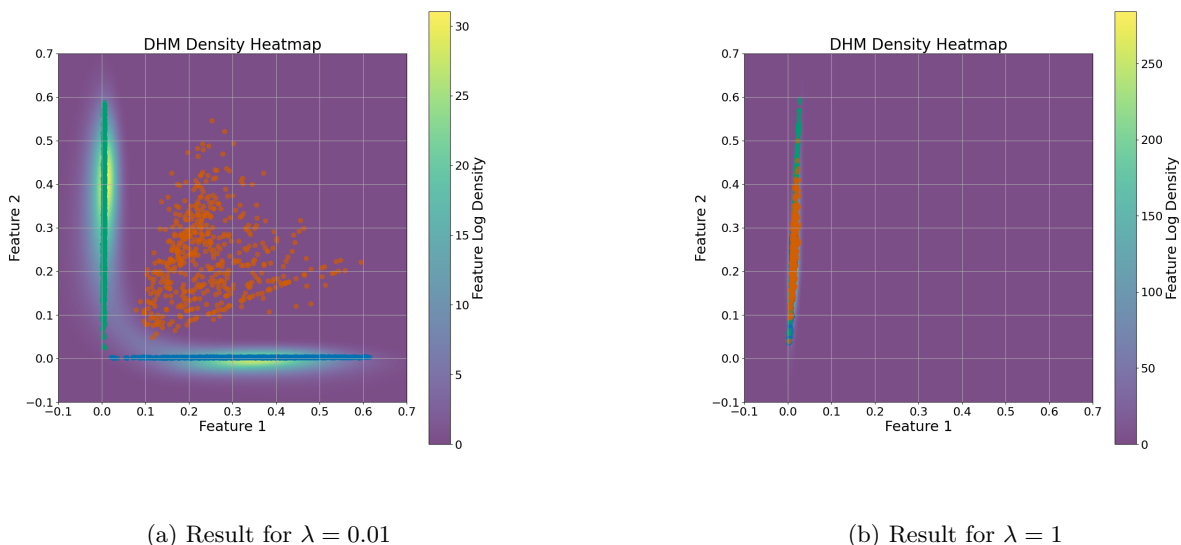 DHM Density Heatmap
0.7
0.6
0.5
0.4
0.3
0.2
0.1
0.0
−0.1
−0.1 0.0 0.1 0.2 0.3 0.4 0.5 0.6 0.7
Feature 1
Feature 2
30
25
20
15
10
5
0
Feature Log Density
(a) Result for λ = 0.01
DHM Density Heatmap
0.7
0.6
0.5
0.4
0.3
0.2
0.1
0.0
−0.1
−0.1 0.0 0.1 0.2 0.3 0.4 0.5 0.6 0.7
Feature 1
Feature 2
250
200
150
100
50
0
Feature Log Density
(b) Result for λ = 1